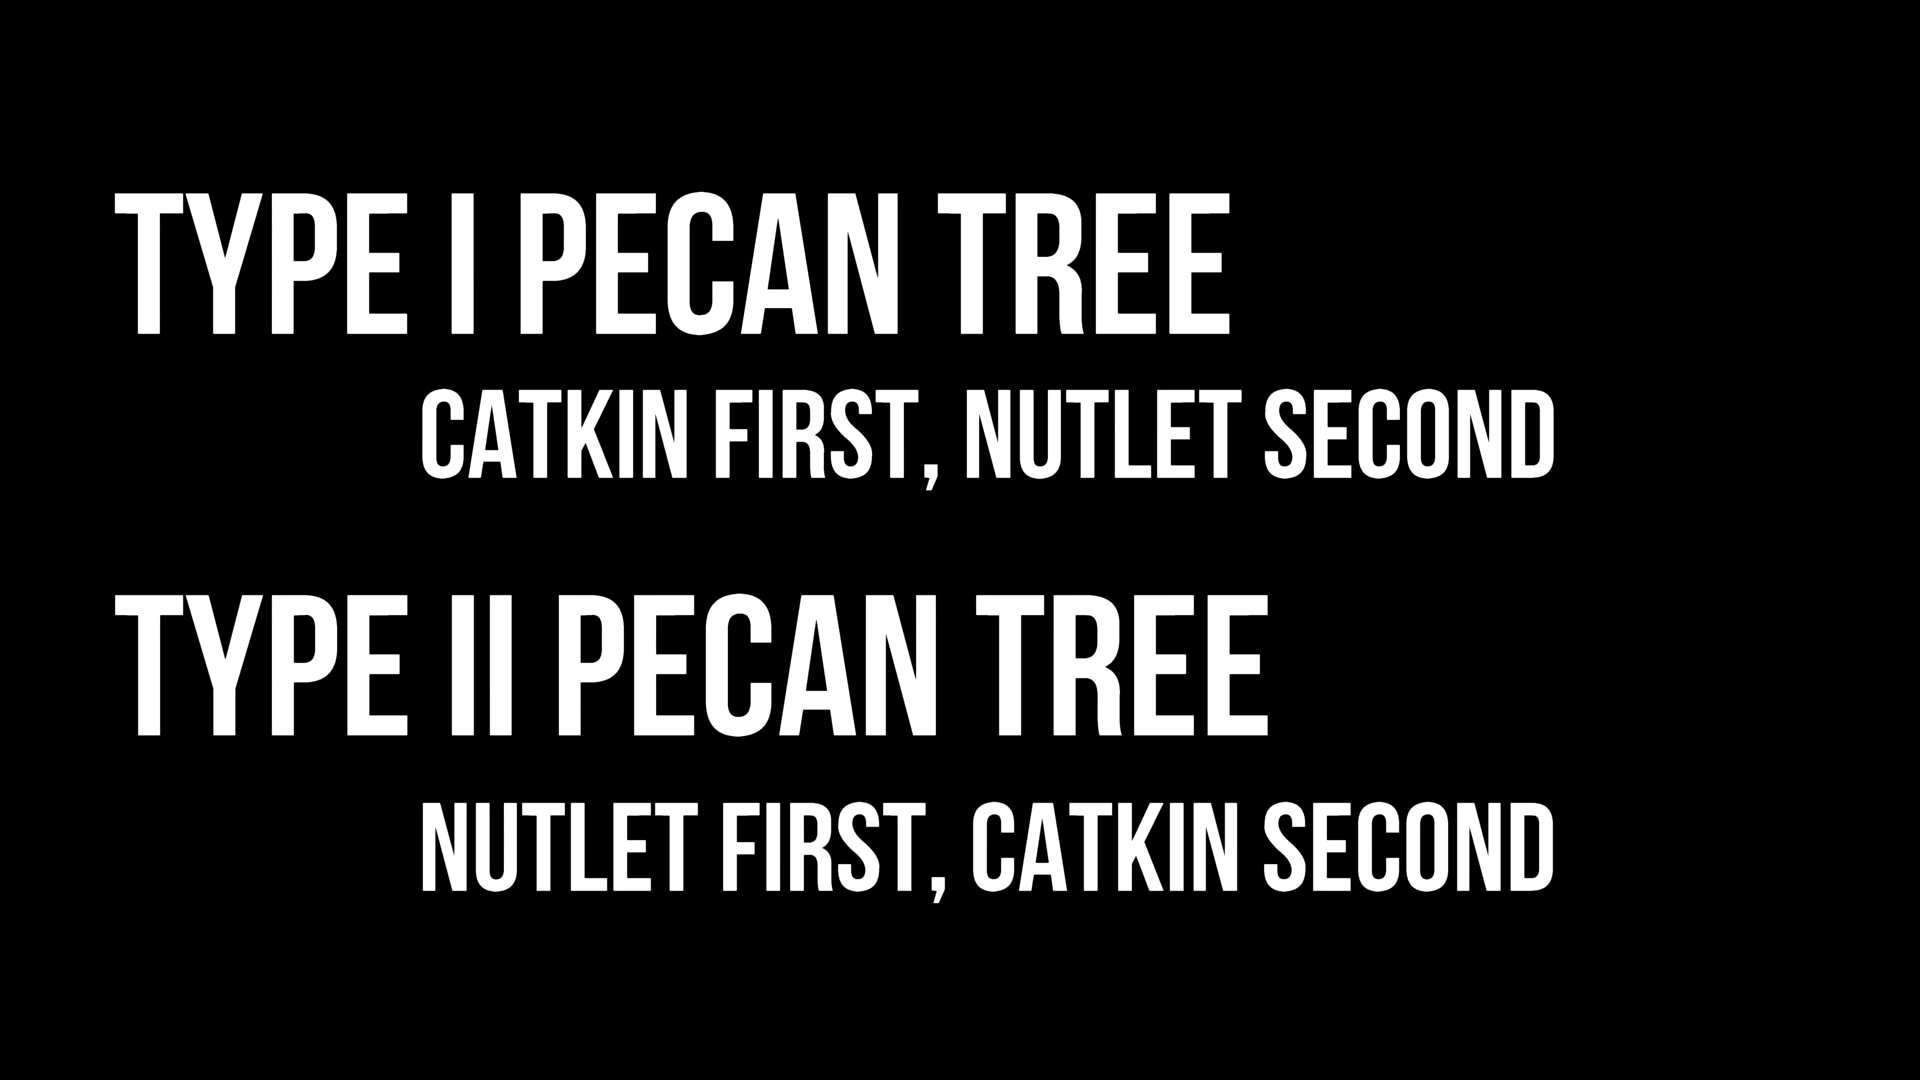 TYPE I PECAN TREE
CATKIN FIRST, NUTLET SECOND
TYPE II PECAN TREE
NUTLET FIRST, CATKIN SECOND